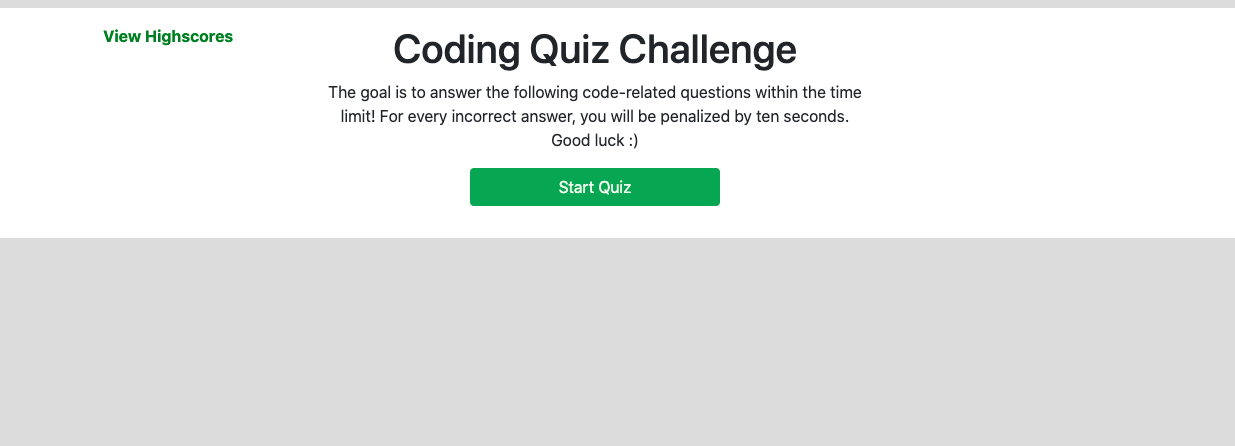 View Highscores
Coding Quiz Challenge
The goal is to answer the following code-related questions within the time
limit! For every incorrect answer, you will be penalized by ten seconds.
Good luck :)
Start Quiz